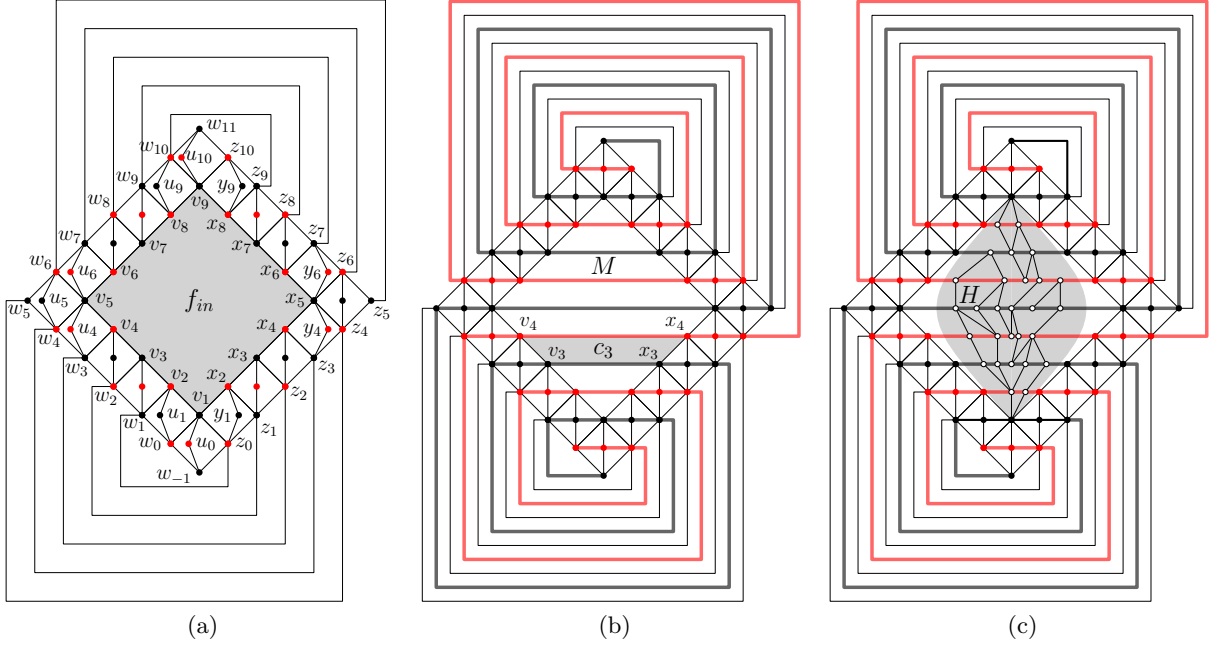 w₁₁
w₁₀ u₁₀ z₁₀
w₉ u₉ v₉ y₉ z₉
w₈ v₈ x₈ z₈
w₇ v₇ x₇ z₇
w₆ u₆ v₆ x₆ y₆ z₆
w₅ u₅ v₅ f_in x₅ z₅
w₄ u₄ v₄ x₄ y₄ z₄
w₃ v₃ x₃ z₃
w₂ v₂ x₂ z₂
w₁ u₁ v₁ y₁ z₁
w₀ u₀ z₀
w₋₁
(a)
M
v₄ x₄
v₃ c₃ x₃
(b)
H
(c)